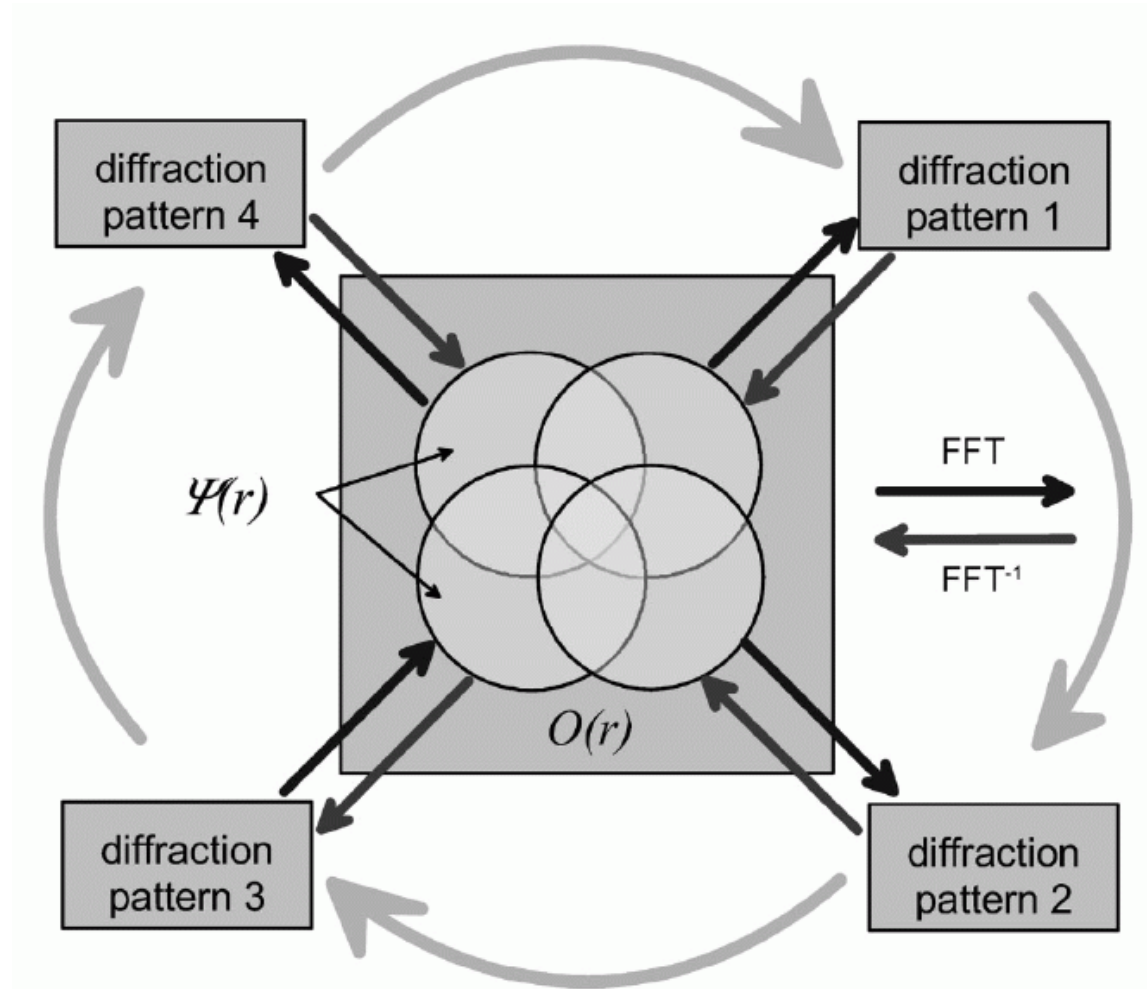 diffraction
pattern 4
diffraction
pattern 1
Ψ(r)
FFT
FFT⁻¹
O(r)
diffraction
pattern 3
diffraction
pattern 2